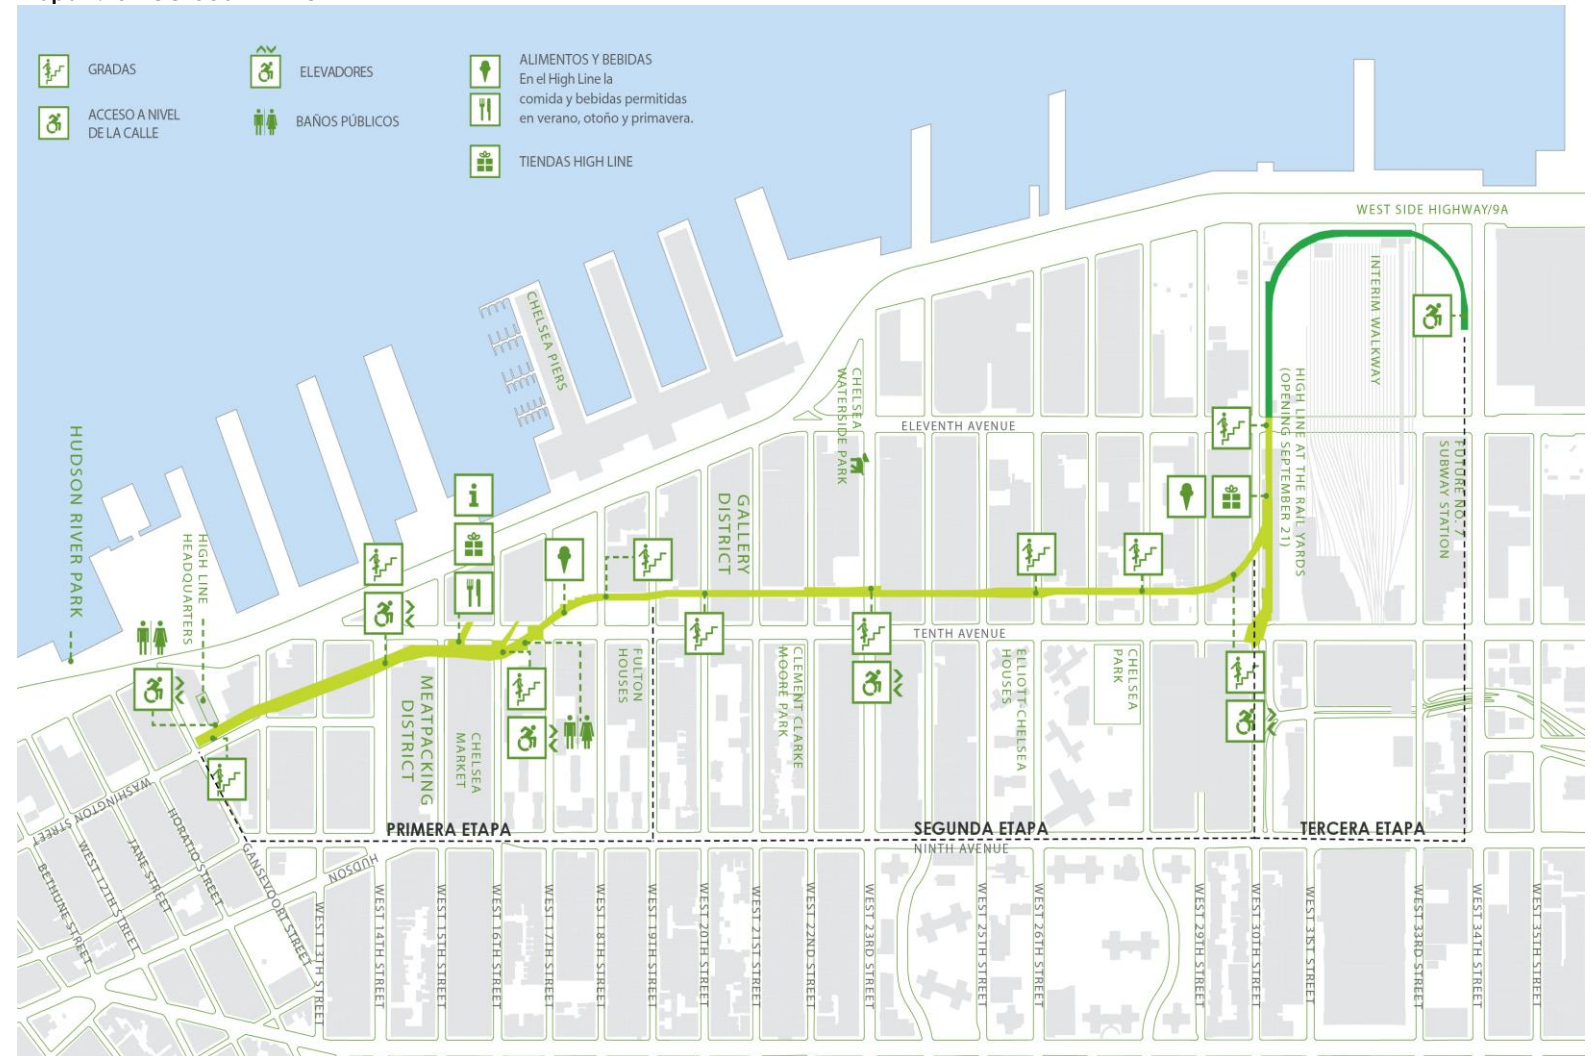 GRADAS
ACCESO A NIVEL
DE LA CALLE
ELEVADORES
BAÑOS PÚBLICOS
ALIMENTOS Y BEBIDAS
En el High Line la
comida y bebidas permitidas
en verano, otoño y primavera.
TIENDAS HIGH LINE
WEST SIDE HIGHWAY/9A
INTERIM WALKWAY
CHELSEA PIERS
CHELSEA
WATERSIDE PARK
ELEVENTH AVENUE
HIGH LINE AT THE RAIL YARDS
(OPENING SEPTEMBER 21)
FUTURE NO. 7
SUBWAY STATION
HUDSON RIVER PARK
HIGH LINE
HEADQUARTERS
GALLERY
DISTRICT
TENTH AVENUE
MEATPACKING
DISTRICT
CHELSEA
MARKET
FULTON
HOUSES
CLEMENT CLARKE
MOORE PARK
ELLIOTT-CHELSEA
HOUSES
CHELSEA
PARK
PRIMERA ETAPA
SEGUNDA ETAPA
TERCERA ETAPA
NINTH AVENUE
WASHINGTON STREET
HUDSON
BETHUNE STREET
WEST 12TH STREET
JANE STREET
HORATIO STREET
GANSEVOORT STREET
WEST 13TH STREET
WEST 14TH STREET
WEST 15TH STREET
WEST 16TH STREET
WEST 17TH STREET
WEST 18TH STREET
WEST 19TH STREET
WEST 20TH STREET
WEST 21ST STREET
WEST 22ND STREET
WEST 23RD STREET
WEST 25TH STREET
WEST 26TH STREET
WEST 29TH STREET
WEST 30TH STREET
WEST 31ST STREET
WEST 33RD STREET
WEST 34TH STREET
WEST 35TH STREET